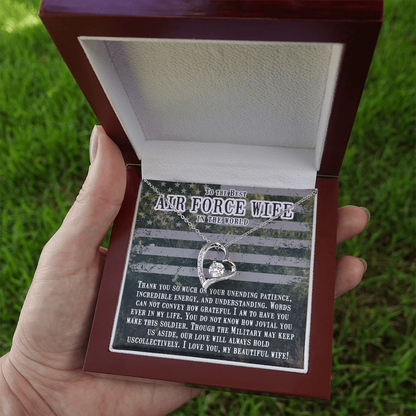 To the Best
AIR FORCE WIFE
in the world
Thank you so much on your unending patience,
incredible energy, and understanding. Words
can not convey how grateful. I am to have you
ever in my life. You do not know how jovial you
make this soldier. Though the Military may keep
us aside, our love will always hold
uscollectively. I love you, my beautiful wife!